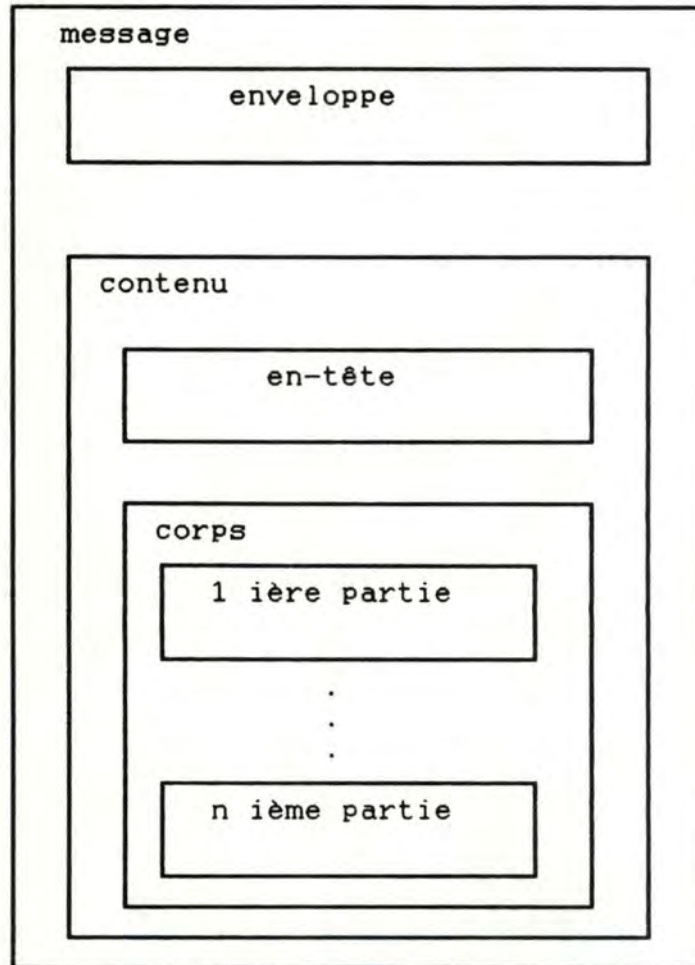 message
enveloppe
contenu
en-tête
corps
1 ière partie
.
.
.
n ième partie